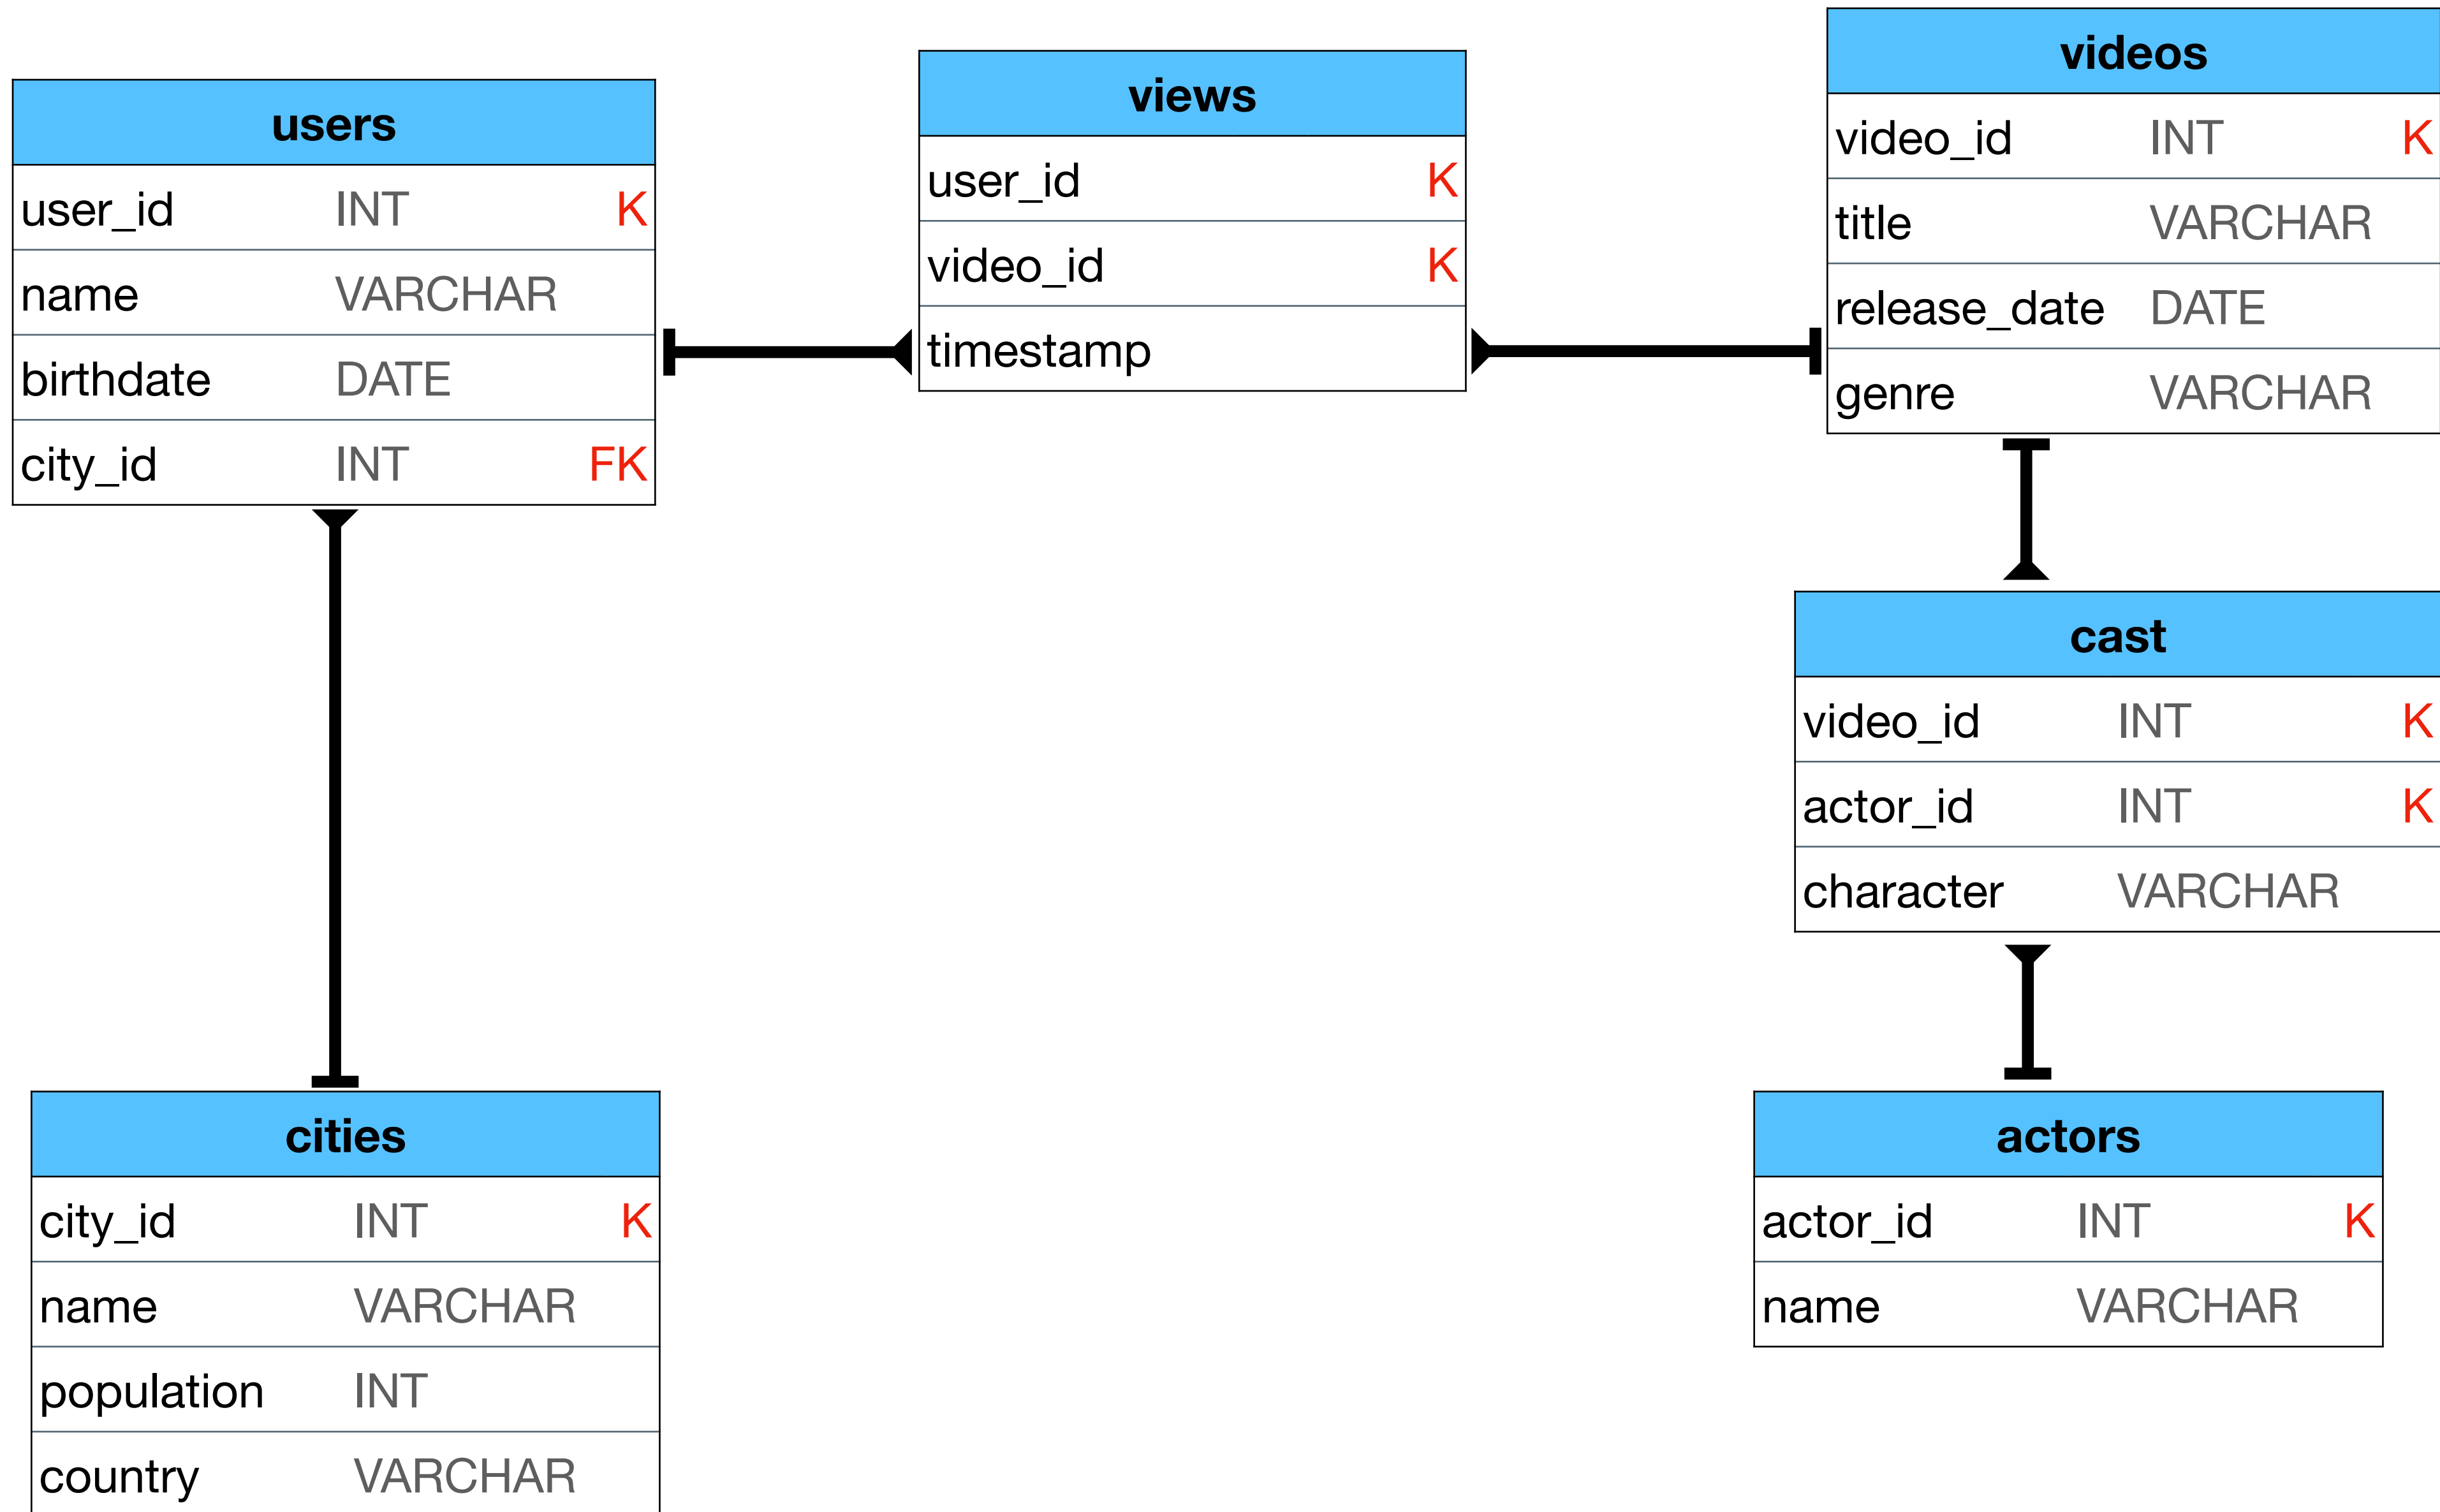 users
user_id INT K
name VARCHAR
birthdate DATE
city_id INT FK
views
user_id K
video_id K
timestamp
videos
video_id INT K
title VARCHAR
release_date DATE
genre VARCHAR
cast
video_id INT K
actor_id INT K
character VARCHAR
cities
city_id INT K
name VARCHAR
population INT
country VARCHAR
actors
actor_id INT K
name VARCHAR